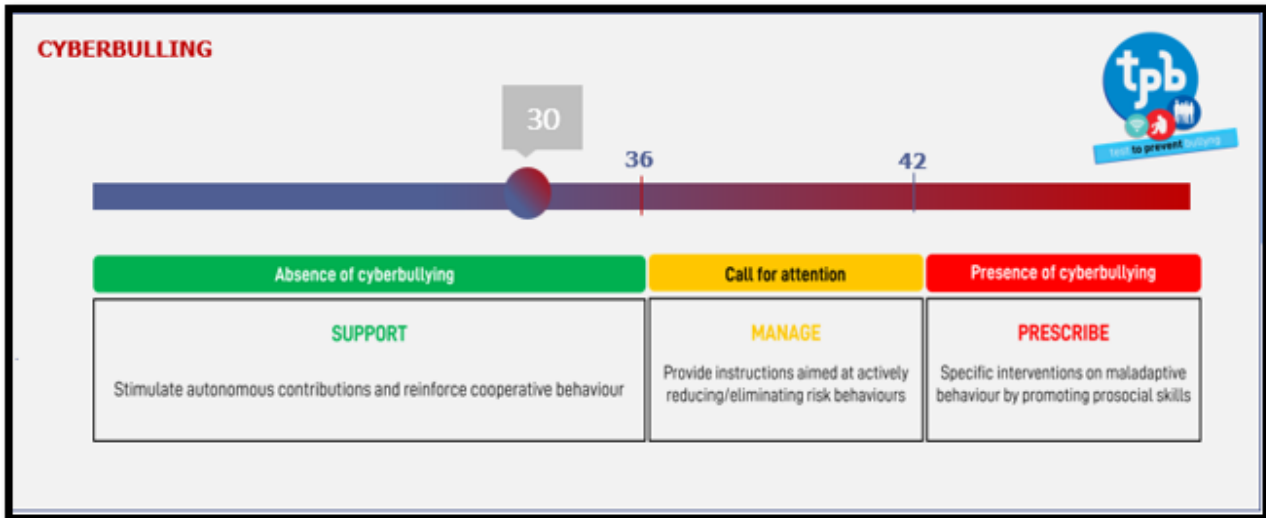 CYBERBULLING
tpb
test to prevent bullyng
30
36
42
Absence of cyberbullying
Call for attention
Presence of cyberbullying
SUPPORT
Stimulate autonomous contributions and reinforce cooperative behaviour
MANAGE
Provide instructions aimed at actively
reducing/eliminating risk behaviours
PRESCRIBE
Specific interventions on maladaptive
behaviour by promoting prosocial skills